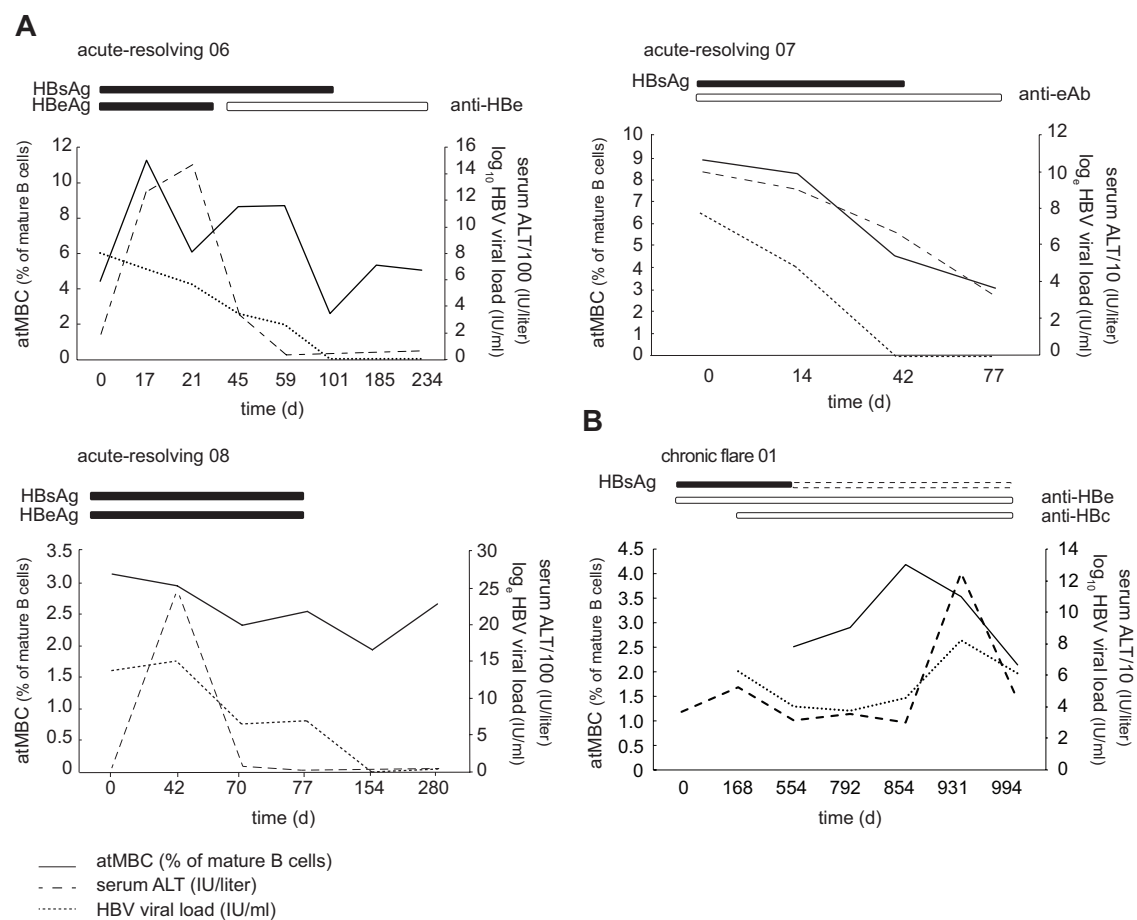 A
acute-resolving 06
HBsAg
HBeAg
anti-HBe
atMBC (% of mature B cells)
12
10
8
6
4
2
0
16
14
12
10
8
6
4
2
0
serum ALT/100 (IU/liter)
log10 HBV viral load (IU/ml)
0 17 21 45 59 101 185 234
time (d)
acute-resolving 07
HBsAg
anti-eAb
atMBC (% of mature B cells)
10
9
8
7
6
5
4
3
2
1
0
12
10
8
6
4
2
0
serum ALT/10 (IU/liter)
loge HBV viral load (IU/ml)
0 14 42 77
time (d)
acute-resolving 08
HBsAg
HBeAg
atMBC (% of mature B cells)
3.5
3.0
2.5
2.0
1.5
1.0
0.5
0
30
25
20
15
10
5
0
serum ALT/100 (IU/liter)
loge HBV viral load (IU/ml)
0 42 70 77 154 280
time (d)
B
chronic flare 01
HBsAg
anti-HBe
anti-HBc
atMBC (% of mature B cells)
4.5
4.0
3.5
3.0
2.5
2.0
1.5
1.0
0.5
0
14
12
10
8
6
4
2
0
serum ALT/10 (IU/liter)
log10 HBV viral load (IU/ml)
0 168 554 792 854 931 994
time (d)
atMBC (% of mature B cells)
serum ALT (IU/liter)
HBV viral load (IU/ml)